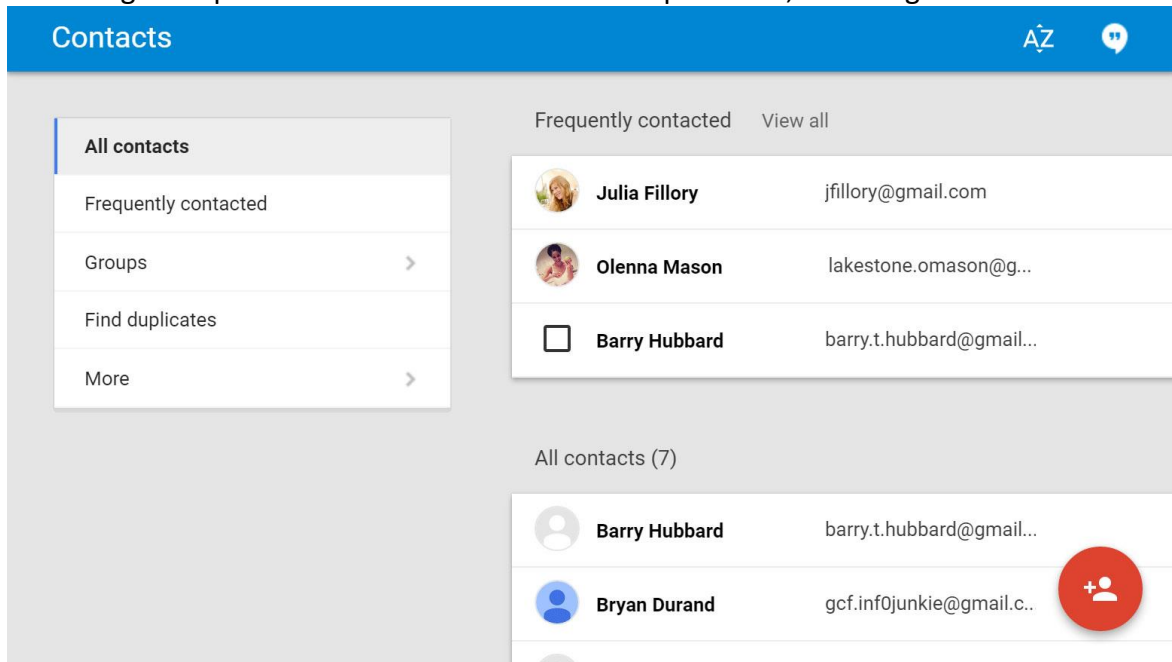 Contacts
AZ
All contacts
Frequently contacted
Groups
Find duplicates
More
Frequently contacted View all
Julia Fillory jfillory@gmail.com
Olenna Mason lakestone.omason@g...
Barry Hubbard barry.t.hubbard@gmail...
All contacts (7)
Barry Hubbard barry.t.hubbard@gmail...
Bryan Durand gcf.inf0junkie@gmail.c..